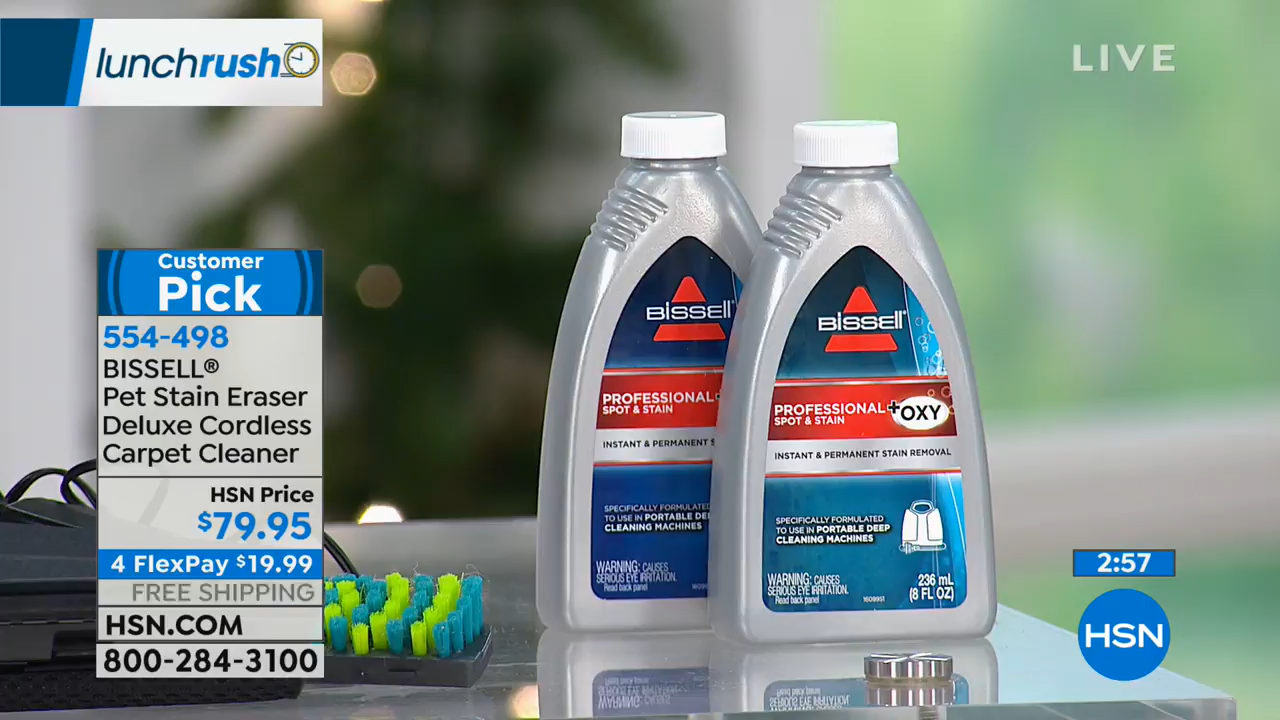 lunchrush
LIVE
Customer
Pick
554-498
BISSELL®
Pet Stain Eraser
Deluxe Cordless
Carpet Cleaner
HSN Price
$79.95
4 FlexPay $19.99
FREE SHIPPING
HSN.COM
800-284-3100
BISSELL
PROFESSIONAL
SPOT & STAIN
INSTANT & PERMANENT S
SPECIFICALLY FORMULATED
TO USE IN PORTABLE DEE
CLEANING MACHINES
WARNING: CAUSES
SERIOUS EYE IRRITATION.
Read back panel
BISSELL®
PROFESSIONAL +OXY
SPOT & STAIN
INSTANT & PERMANENT STAIN REMOVAL
SPECIFICALLY FORMULATED
TO USE IN PORTABLE DEEP
CLEANING MACHINES
WARNING: CAUSES
SERIOUS EYE IRRITATION.
Read back panel
236 mL
(8 FL OZ)
2:57
HSN